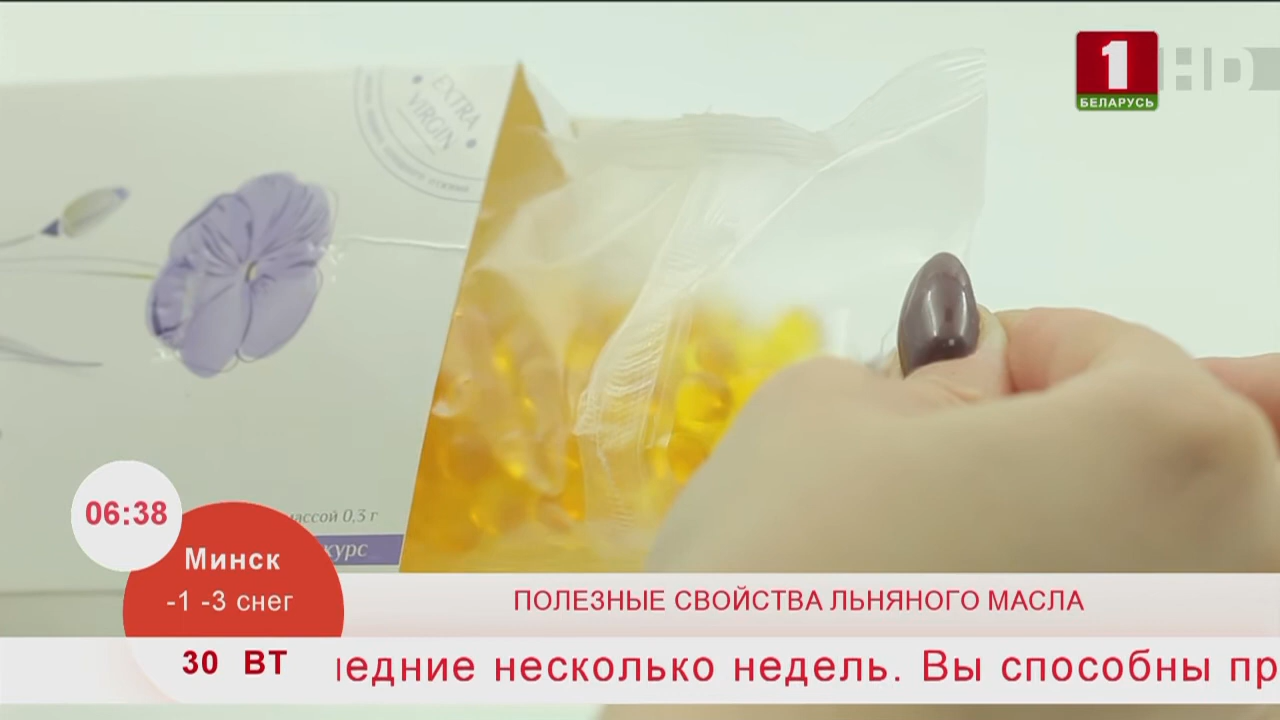 1 HD
БЕЛАРУСЬ
EXTRA
VIRGIN
массой 0,3 г
курс
06:38
Минск
-1 -3 снег
30 ВТ
ПОЛЕЗНЫЕ СВОЙСТВА ЛЬНЯНОГО МАСЛА
едние несколько недель. Вы способны пр